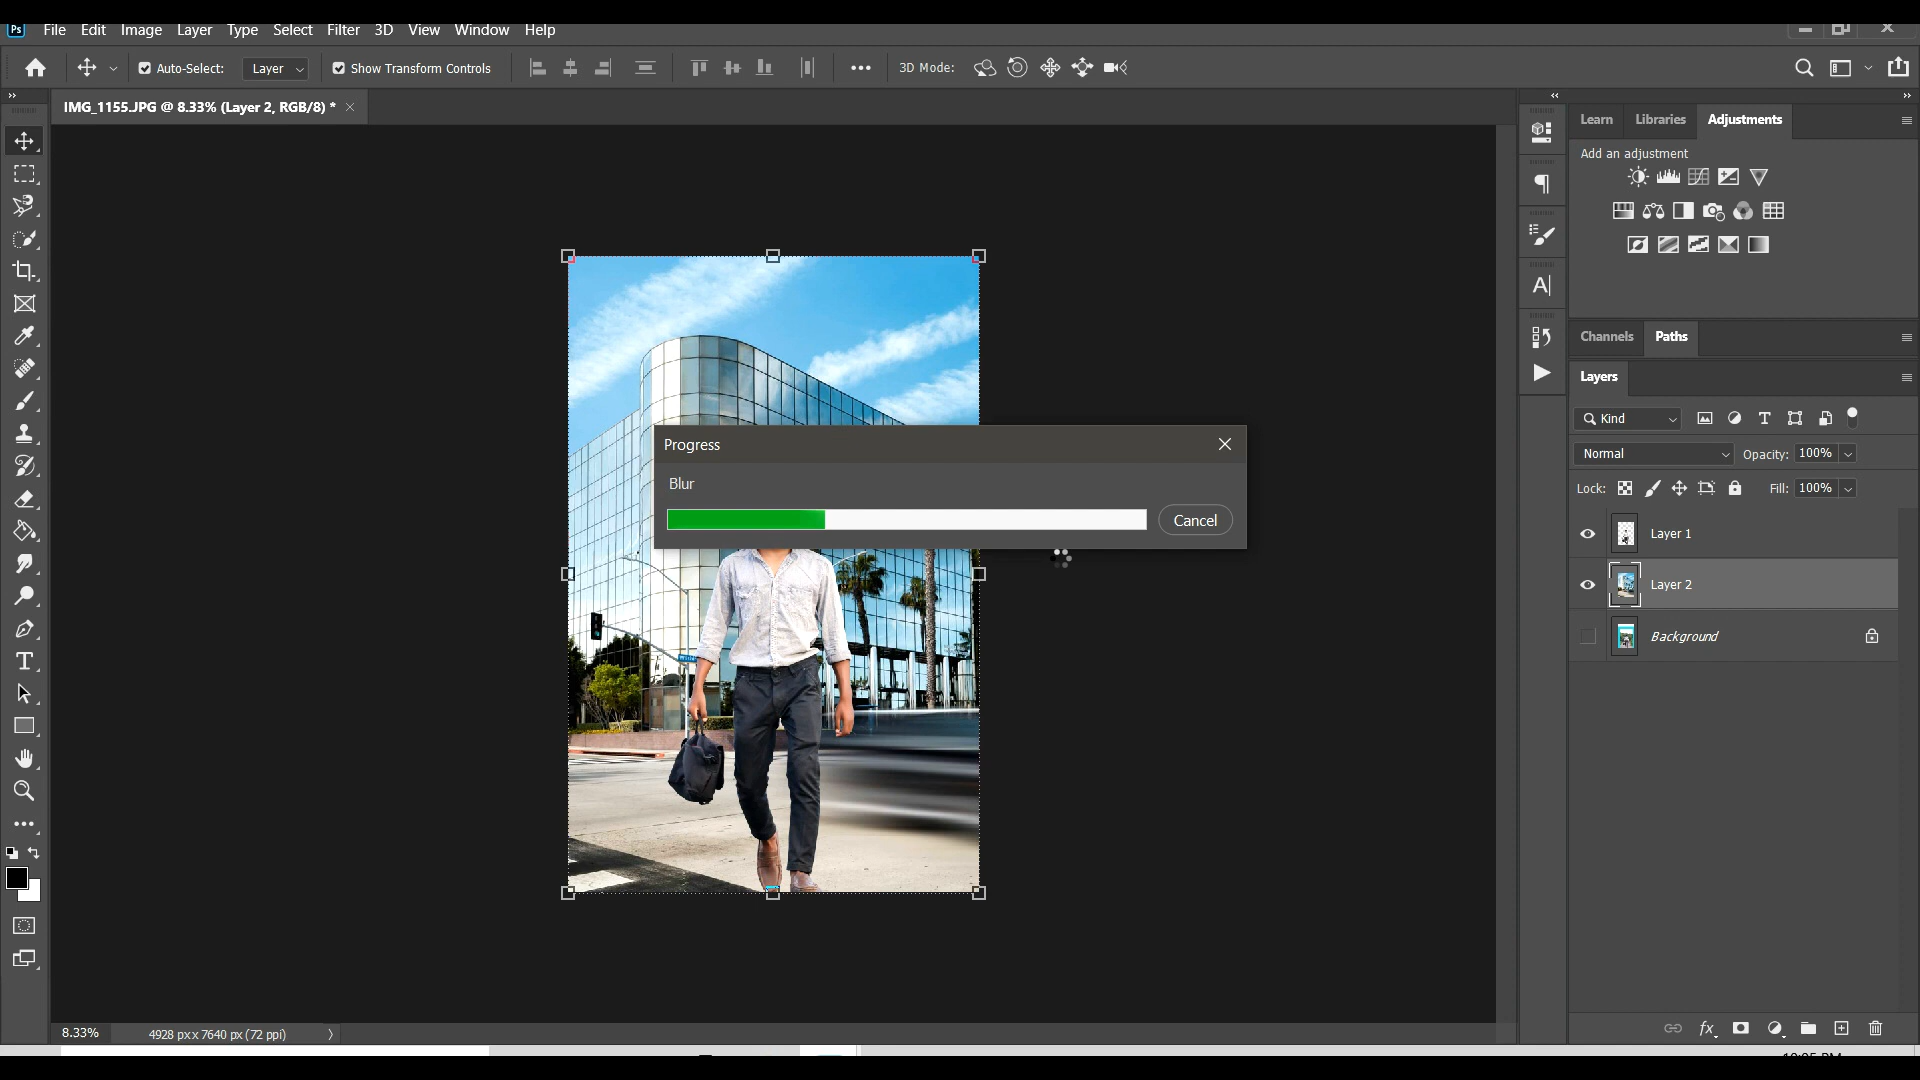 Ps File Edit Image Layer Type Select Filter 3D View Window Help
Auto-Select: Layer Show Transform Controls 3D Mode:
IMG_1155.JPG @ 8.33% (Layer 2, RGB/8) *
Learn Libraries Adjustments
Add an adjustment
Channels Paths
Layers
Kind
Normal Opacity: 100%
Lock: Fill: 100%
Layer 1
Layer 2
Background
Progress
Blur
Cancel
8.33% 4928 px x 7640 px (72 ppi)